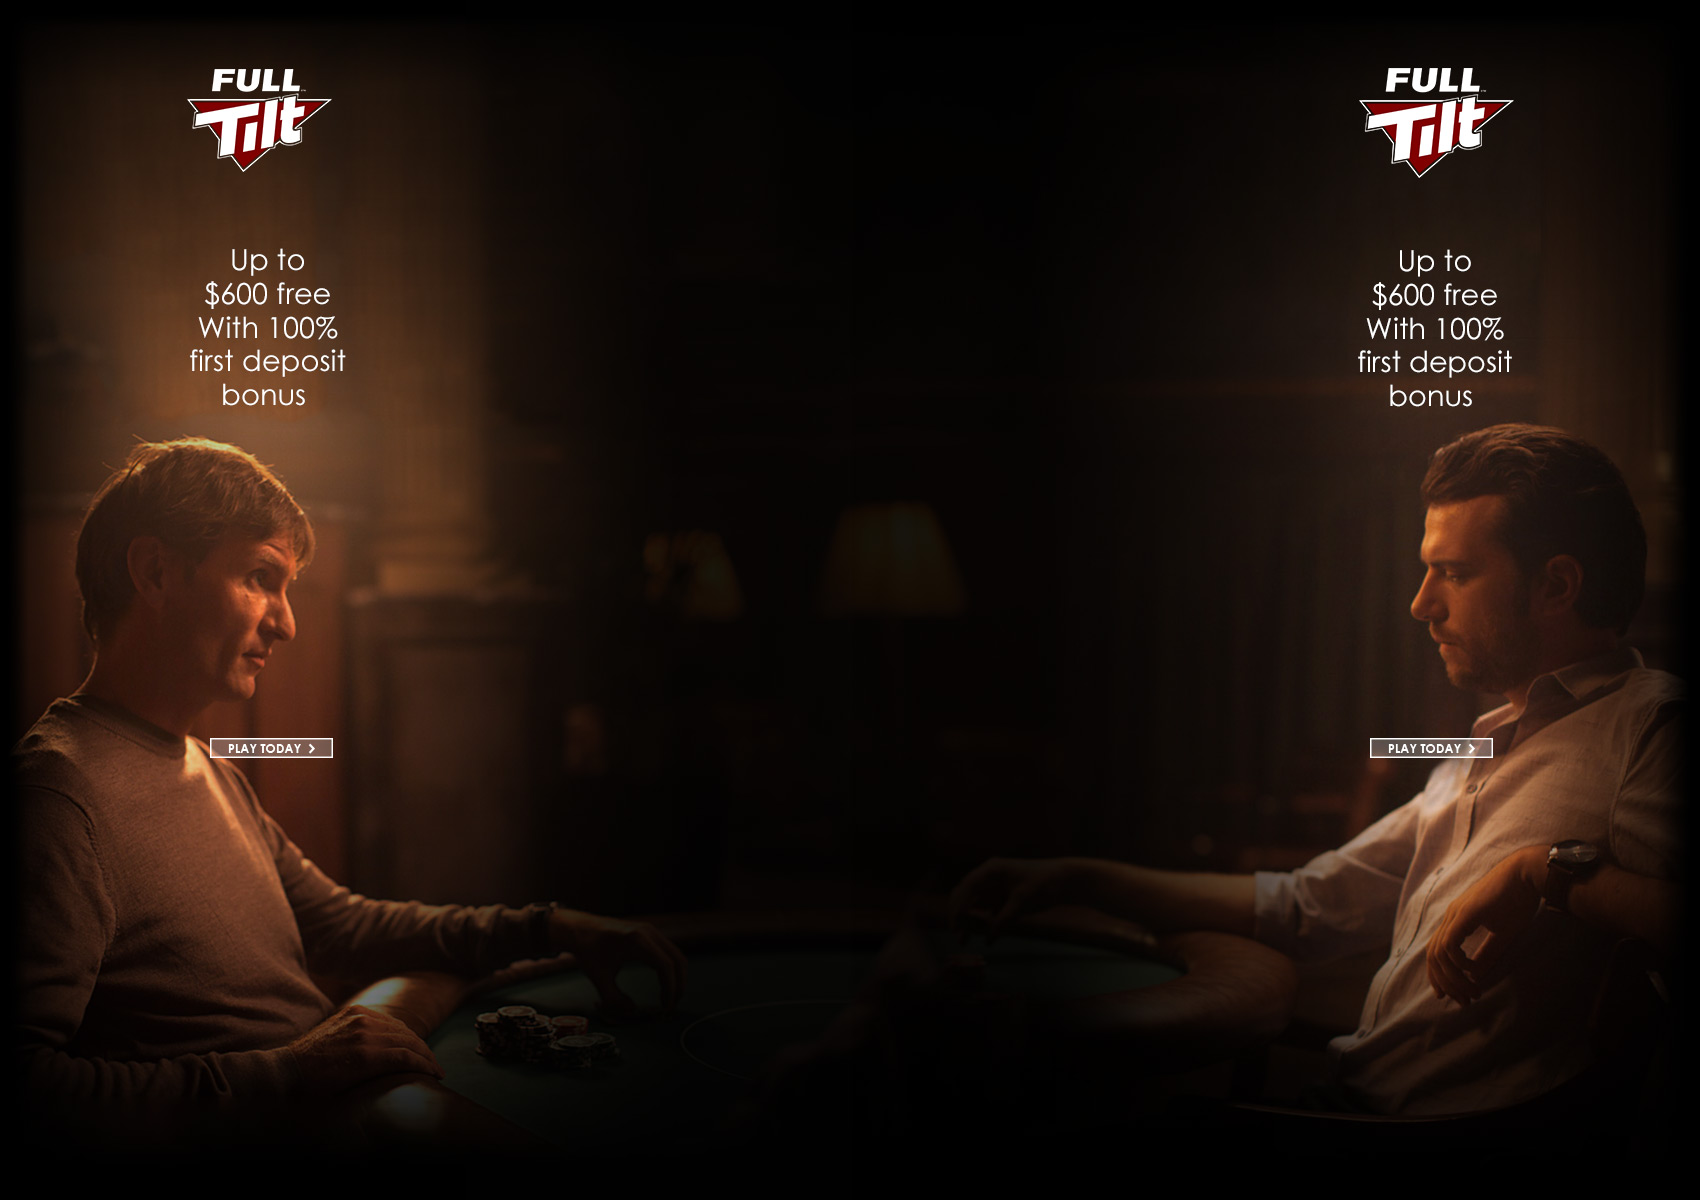 FULL
Tilt
Up to
$600 free
With 100%
first deposit
bonus
PLAY TODAY >
FULL
Tilt
Up to
$600 free
With 100%
first deposit
bonus
PLAY TODAY >